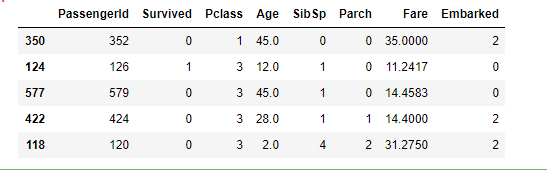 PassengerId Survived Pclass Age SibSp Parch Fare Embarked
350 352 0 1 45.0 0 0 35.0000 2
124 126 1 3 12.0 1 0 11.2417 0
577 579 0 3 45.0 1 0 14.4583 0
422 424 0 3 28.0 1 1 14.4000 2
118 120 0 3 2.0 4 2 31.2750 2